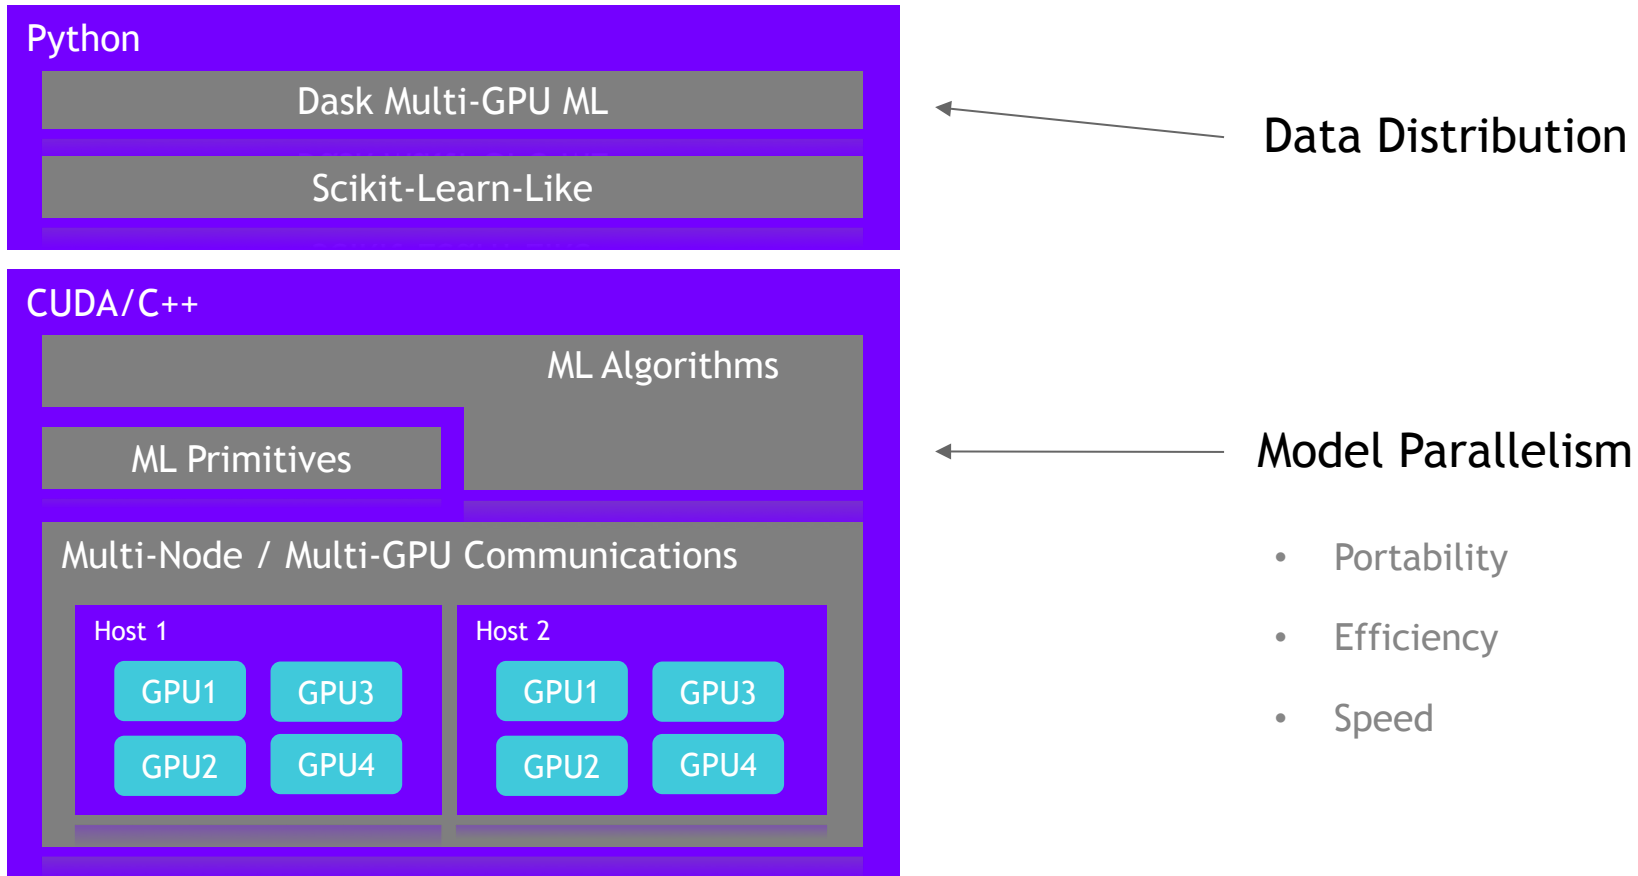 Python
Dask Multi-GPU ML
Scikit-Learn-Like
Data Distribution
CUDA/C++
ML Algorithms
ML Primitives
Model Parallelism
Multi-Node / Multi-GPU Communications
Host 1
GPU1
GPU3
GPU2
GPU4
Host 2
GPU1
GPU3
GPU2
GPU4
• Portability
• Efficiency
• Speed